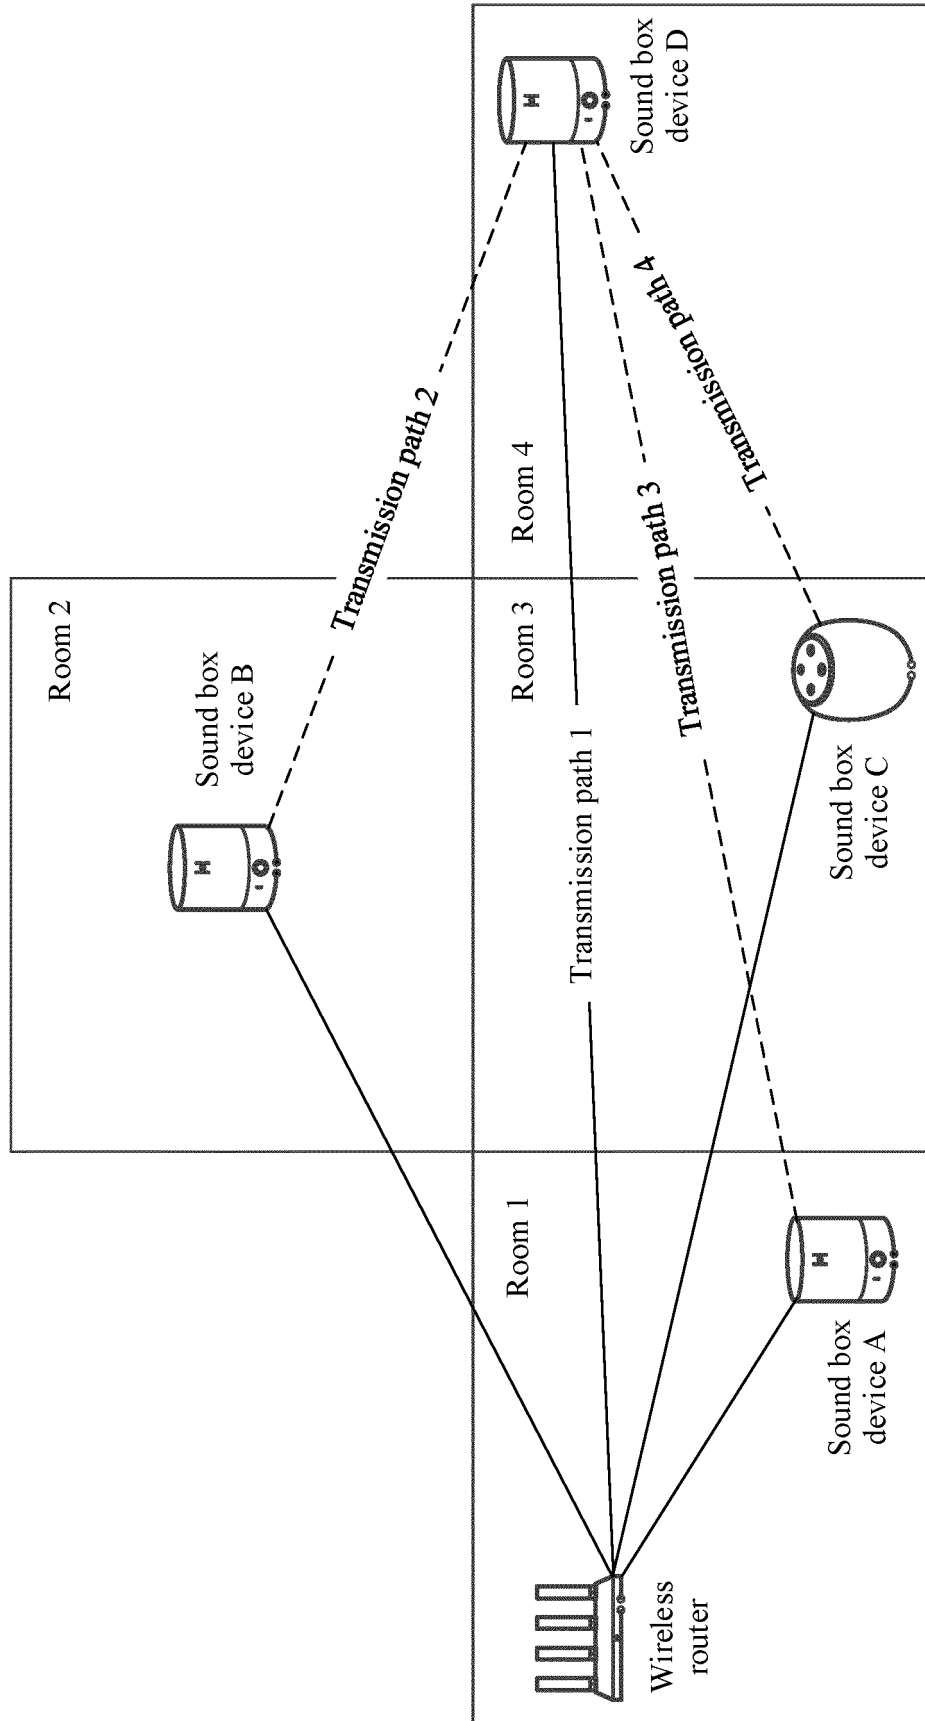 Room 2
Sound box
device B
Transmission path 2
Room 1
Room 3
Room 4
Sound box
device D
Transmission path 1
Transmission path 3
Transmission path 4
Wireless
router
Sound box
device A
Sound box
device C